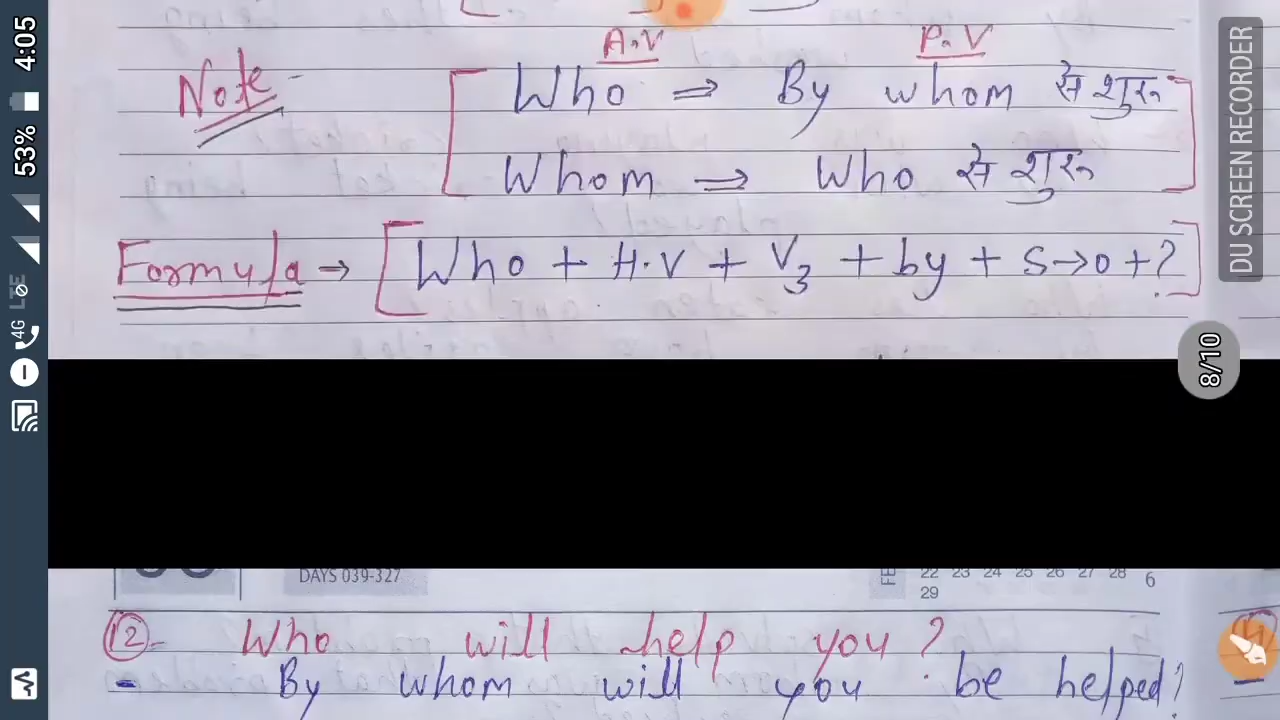 A.V P.V
Note - Who ⇒ By whom से शुरू
Whom ⇒ Who से शुरू
Formula → [Who + H.V + V3 + by + S→O + ?]
8/10
DAYS 039-327
22 23 24 25 26 27 28 6
29
12- Who will help you?
- By whom will you be helped?
4:05
53%
4G LTE
DU SCREEN RECORDER